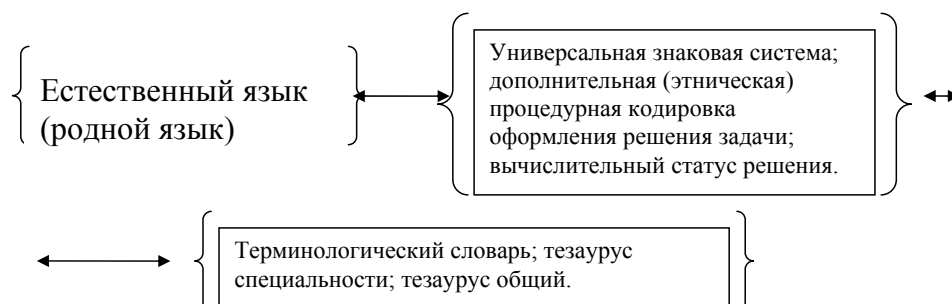 Естественный язык
(родной язык)
Универсальная знаковая система;
дополнительная (этническая)
процедурная кодировка
оформления решения задачи;
вычислительный статус решения.
Терминологический словарь; тезаурус
специальности; тезаурус общий.